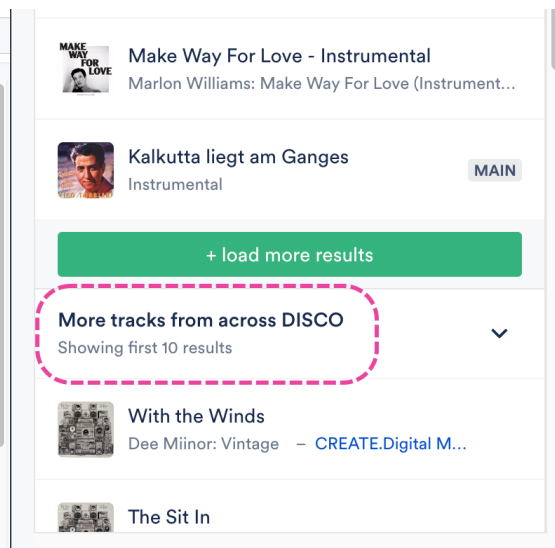 MAKE
WAY
FOR
LOVE
Make Way For Love - Instrumental
Marlon Williams: Make Way For Love (Instrument...
Kalkutta liegt am Ganges
Instrumental
MAIN
+ load more results
More tracks from across DISCO
Showing first 10 results
With the Winds
Dee Miinor: Vintage – CREATE.Digital M...
The Sit In